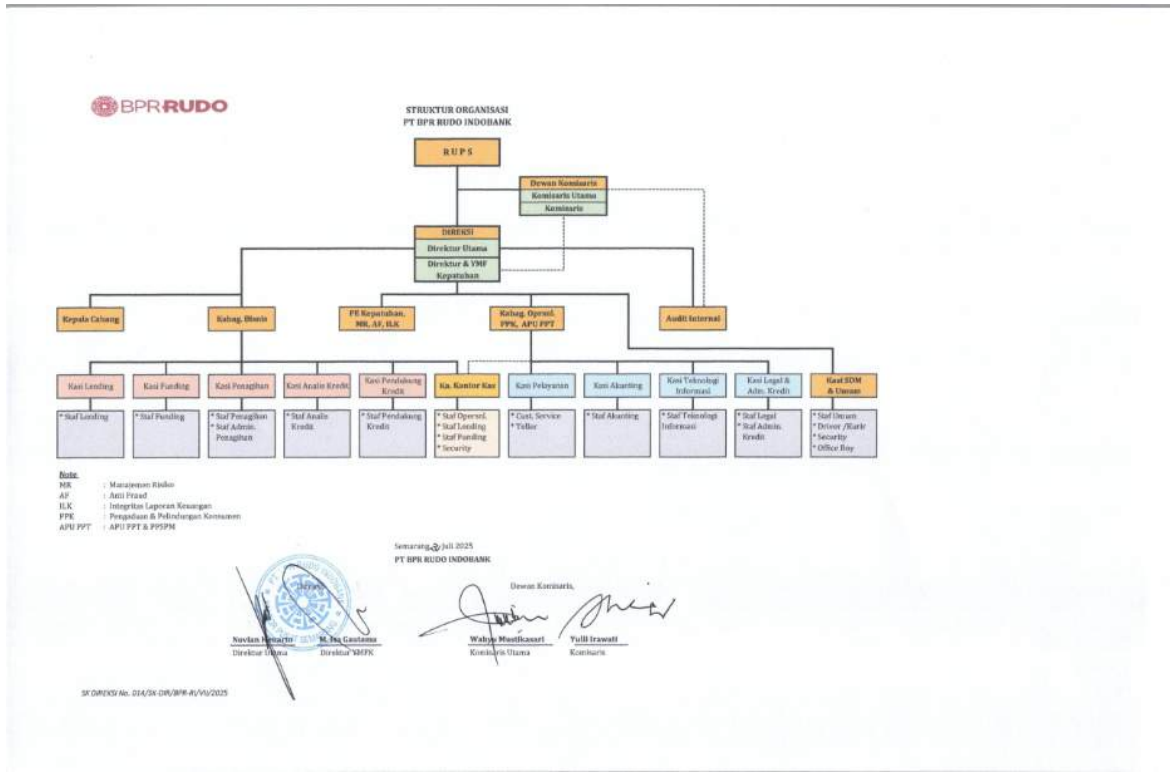 BPR RUDO
STRUKTUR ORGANISASI
PT BPR RUDO INDOBANK
R U P S
Dewan Komisaris
Komisaris Utama
Komisaris
DIREKSI
Direktur Utama
Direktur & YMF
Kepatuhan
Kepala Cabang
Kabag. Bisnis
PE Kepatuhan,
MR, AF, ILK
Kabag. Oprsnl.
PPK, APU PPT
Audit Internal
Kasi Lending
Kasi Funding
Kasi Penagihan
Kasi Analis Kredit
Kasi Pendukung
Kredit
Ka. Kantor Kas
Kasi Pelayanan
Kasi Akunting
Kasi Teknologi
Informasi
Kasi Legal &
Adm. Kredit
Kasi SDM
& Umum
* Staf Lending
* Staf Funding
* Staf Penagihan
* Staf Admin.
Penagihan
* Staf Analis
Kredit
* Staf Pendukung
Kredit
* Staf Oprsnl.
* Staf Lending
* Staf Funding
* Security
* Cust. Service
* Teller
* Staf Akunting
* Staf Teknologi
Informasi
* Staf Legal
* Staf Admin.
Kredit
* Staf Umum
* Driver /Kurir
* Security
* Office Boy
Note
MR : Manajemen Risiko
AF : Anti Fraud
ILK : Integritas Laporan Keuangan
PPK : Pengaduan & Pelindungan Konsumen
APU PPT : APU PPT & PPSPM
Semarang, Juli 2025
PT BPR RUDO INDOBANK
Direksi
Dewan Komisaris,
Novian
M. Isa Gautama
Wahyu Mustikasari
Yulli Irawati
Direktur Utama
Direktur YMFK
Komisaris Utama
Komisaris
SK DIREKSI No. 014/SK-DIR/BPR-RI/VII/2025